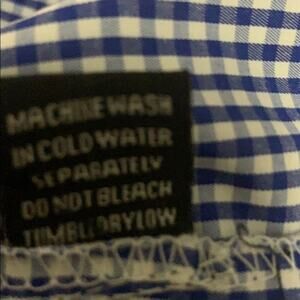 MACHINE WASH
IN COLD WATER
SEPARATELY
DO NOT BLEACH
TUMBLE DRY LOW